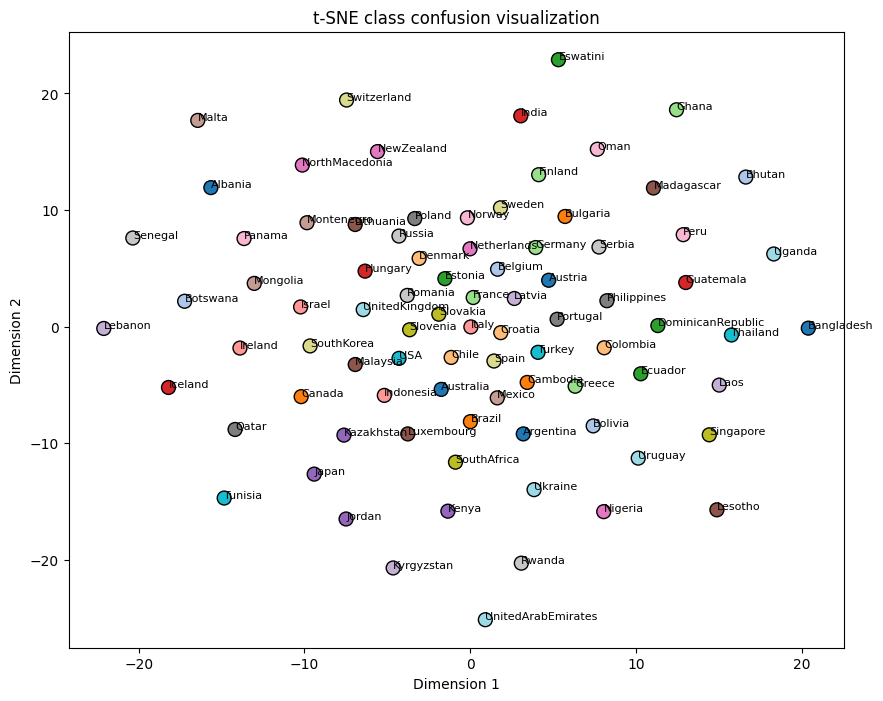 t-SNE class confusion visualization
Eswatini
Switzerland
Ghana
India
Malta
NewZealand
Oman
NorthMacedonia
Finland
Bhutan
Albania
Madagascar
Sweden
Bulgaria
Poland
Norway
Montenegro
Lithuania
Russia
Peru
Senegal
Panama
Netherlands
Germany
Serbia
Uganda
Denmark
Hungary
Belgium
Estonia
Austria
Mongolia
Guatemala
Romania
France
Latvia
Botswana
Philippines
Israel
UnitedKingdom
Slovakia
Portugal
Lebanon
Slovenia
Italy
Croatia
DominicanRepublic
Thailand
Bangladesh
Ireland
SouthKorea
Colombia
Turkey
USA
Chile
Spain
Malaysia
Ecuador
Iceland
Cambodia
Greece
Laos
Australia
Canada
Indonesia
Mexico
Brazil
Bolivia
Qatar
Kazakhstan
Luxembourg
Argentina
Singapore
SouthAfrica
Uruguay
Japan
Ukraine
Tunisia
Kenya
Nigeria
Lesotho
Jordan
Rwanda
Kyrgyzstan
UnitedArabEmirates
20
10
0
−10
−20
Dimension 2
−20
−10
0
10
20
Dimension 1